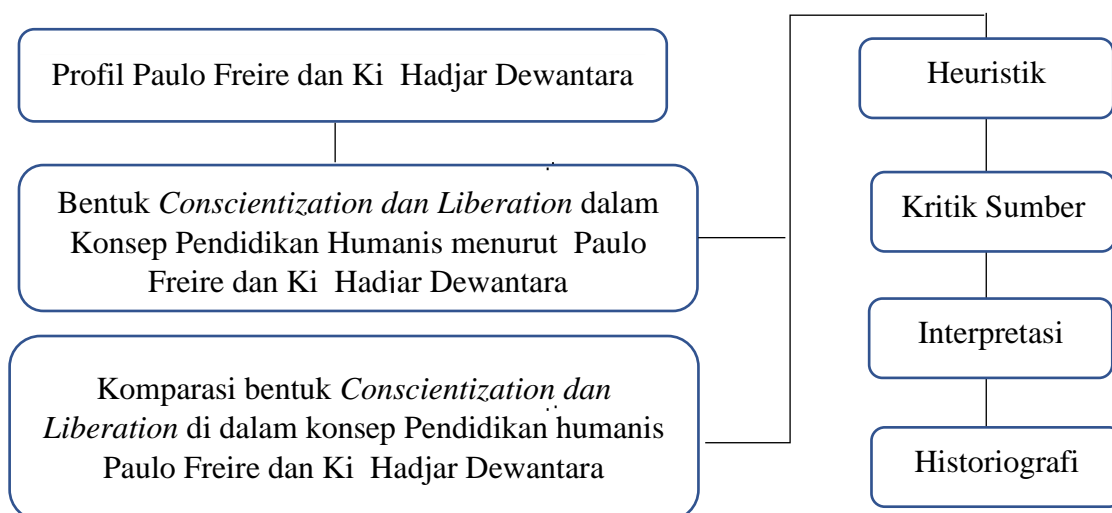 Profil Paulo Freire dan Ki Hadjar Dewantara
Bentuk Conscientization dan Liberation dalam
Konsep Pendidikan Humanis menurut Paulo
Freire dan Ki Hadjar Dewantara
Komparasi bentuk Conscientization dan
Liberation di dalam konsep Pendidikan humanis
Paulo Freire dan Ki Hadjar Dewantara
Heuristik
Kritik Sumber
Interpretasi
Historiografi